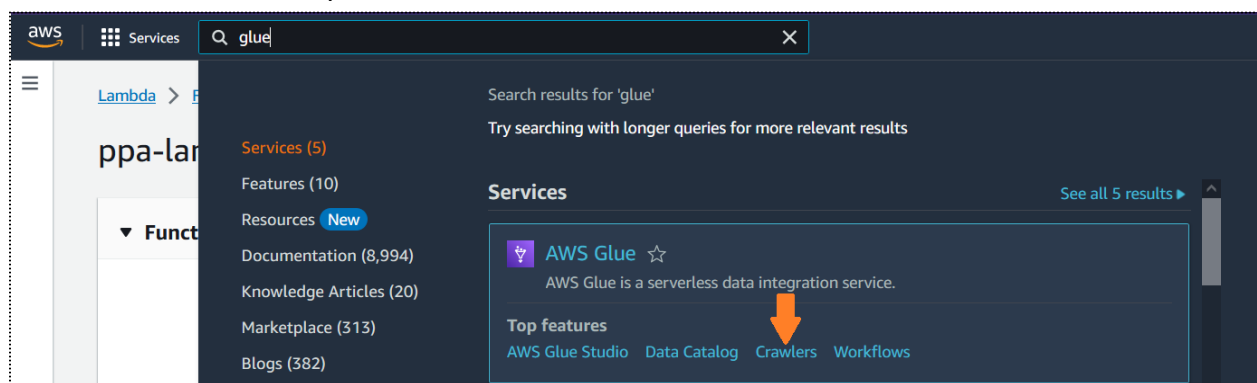 aws
Services
glue
Lambda > F
ppa-lar
Funct
Services (5)
Features (10)
Resources New
Documentation (8,994)
Knowledge Articles (20)
Marketplace (313)
Blogs (382)
Search results for 'glue'
Try searching with longer queries for more relevant results
Services
See all 5 results
AWS Glue
AWS Glue is a serverless data integration service.
Top features
AWS Glue Studio Data Catalog Crawlers Workflows